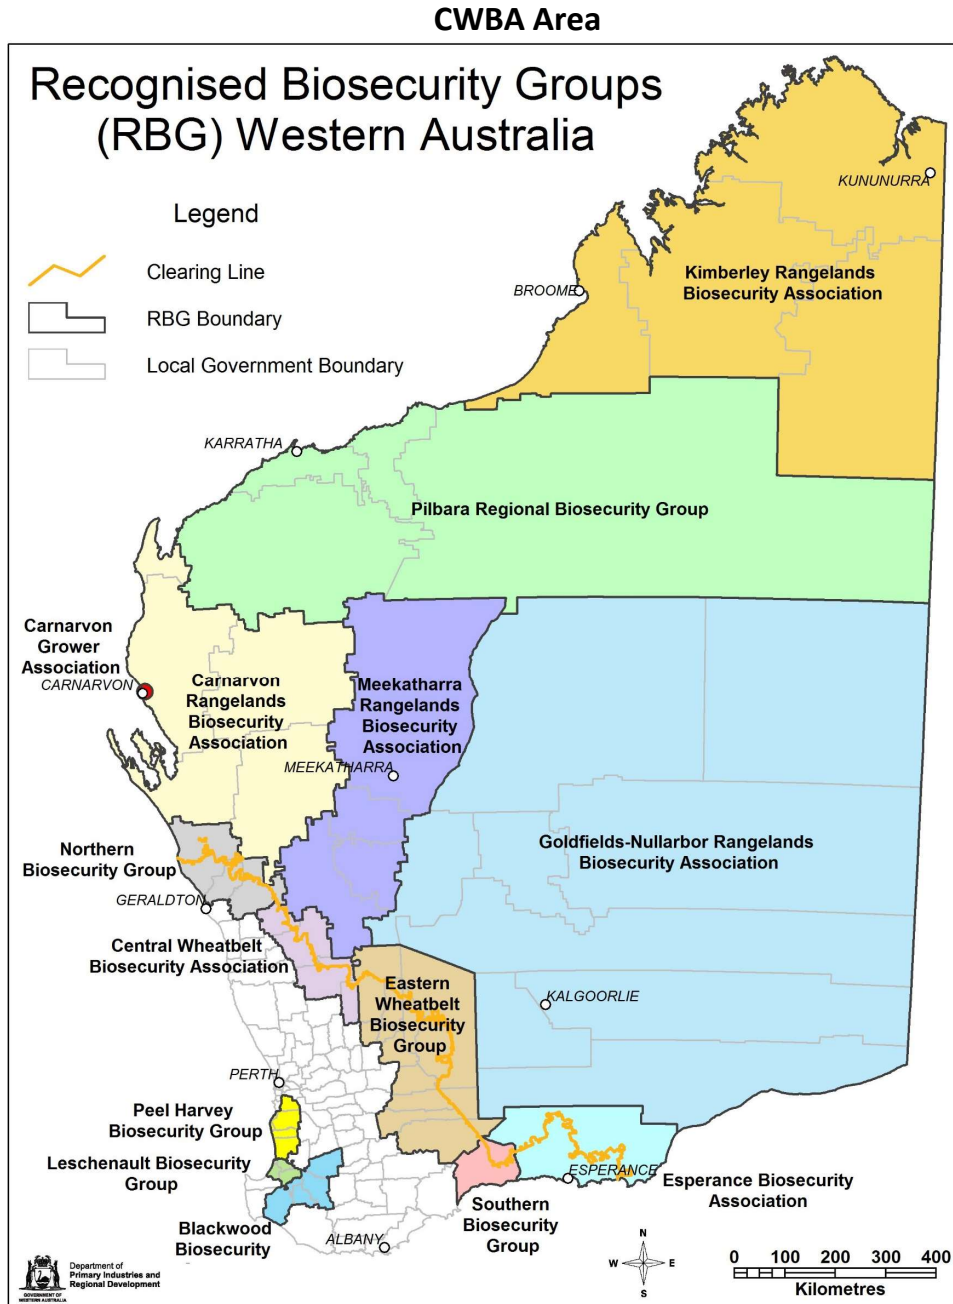 CWBA Area
Recognised Biosecurity Groups
(RBG) Western Australia
Legend
Clearing Line
RBG Boundary
Local Government Boundary
KUNUNURRA
Kimberley Rangelands
Biosecurity Association
BROOME
KARRATHA
Pilbara Regional Biosecurity Group
Carnarvon
Grower
Association
CARNARVON
Carnarvon
Rangelands
Biosecurity
Association
Meekatharra
Rangelands
Biosecurity
Association
MEEKATHARRA
Goldfields-Nullarbor Rangelands
Biosecurity Association
Northern
Biosecurity Group
GERALDTON
Central Wheatbelt
Biosecurity Association
Eastern
Wheatbelt
Biosecurity
Group
KALGOORLIE
PERTH
Peel Harvey
Biosecurity Group
Leschenault Biosecurity
Group
Blackwood
Biosecurity
ALBANY
Southern
Biosecurity
Group
ESPERANCE
Esperance Biosecurity
Association
N
W E
S
0 100 200 300 400
Kilometres
Department of
Primary Industries and
Regional Development
GOVERNMENT OF
WESTERN AUSTRALIA